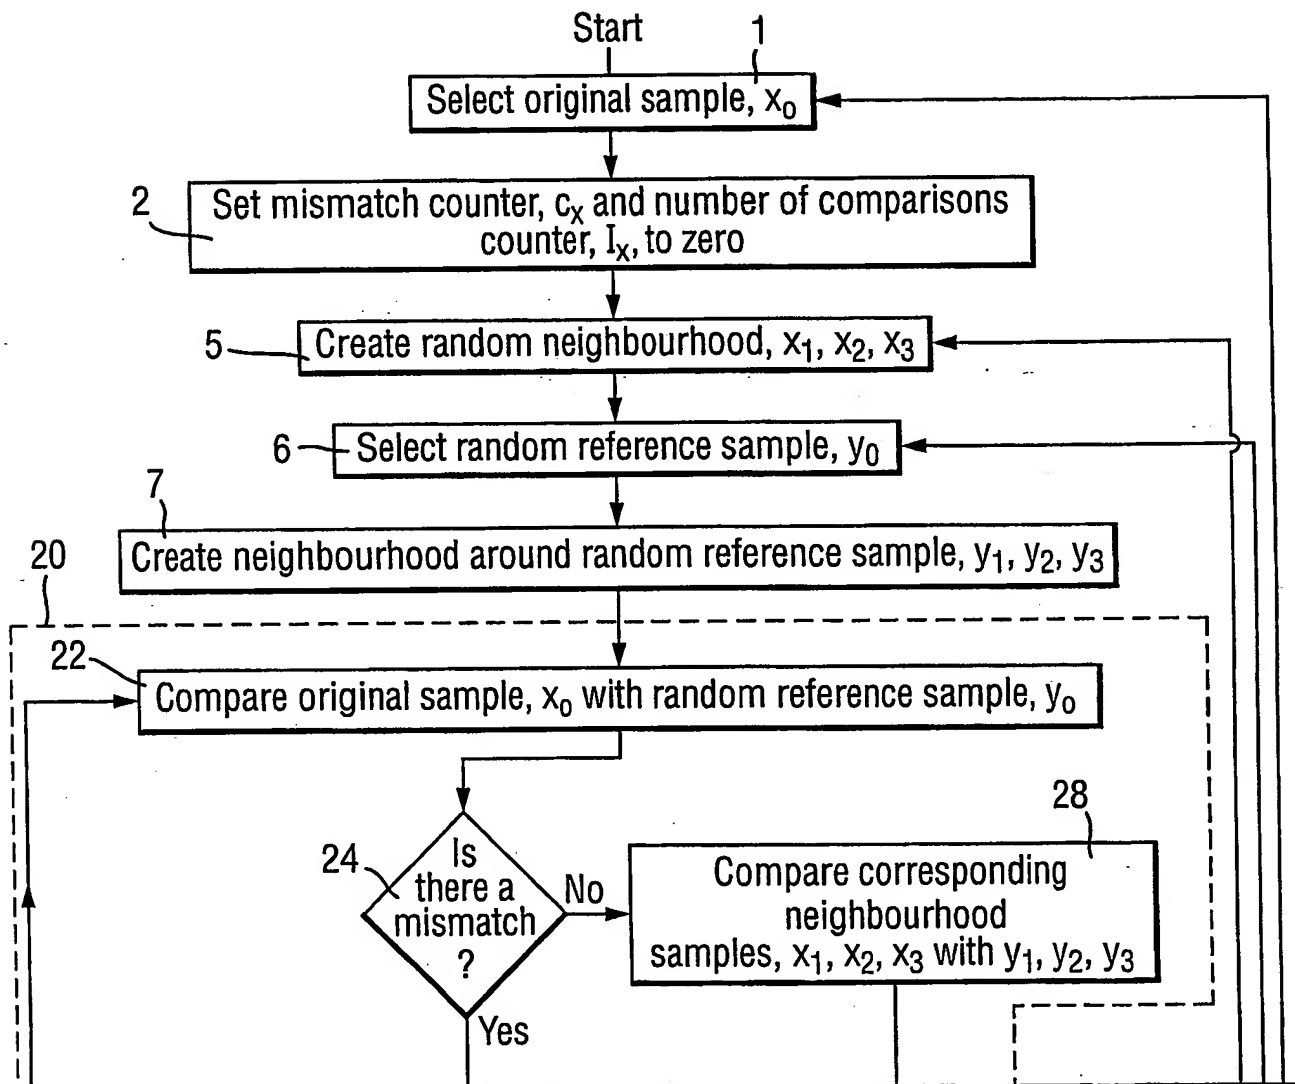 Start
1
Select original sample, x₀
2
Set mismatch counter, cₓ and number of comparisons
counter, Iₓ, to zero
5
Create random neighbourhood, x₁, x₂, x₃
6
Select random reference sample, y₀
7
Create neighbourhood around random reference sample, y₁, y₂, y₃
20
22
Compare original sample, x₀ with random reference sample, y₀
24
Is
there a
mismatch
?
No
Yes
28
Compare corresponding
neighbourhood
samples, x₁, x₂, x₃ with y₁, y₂, y₃